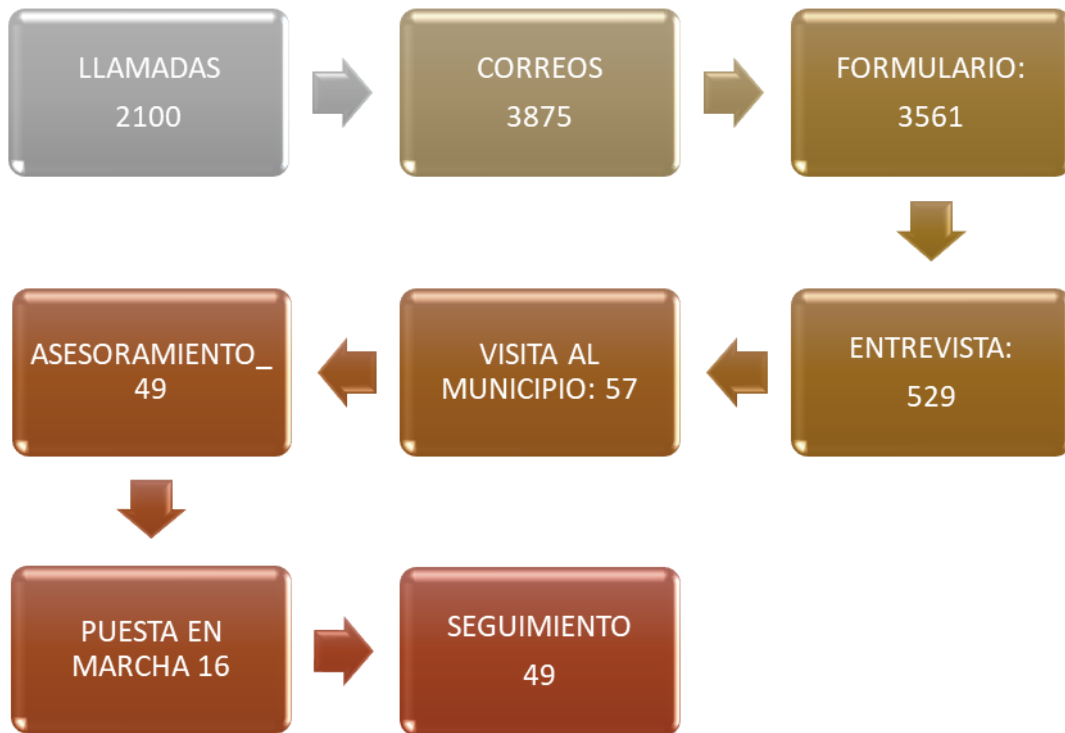 LLAMADAS
2100
CORREOS
3875
FORMULARIO:
3561
ENTREVISTA:
529
VISITA AL
MUNICIPIO: 57
ASESORAMIENTO_
49
PUESTA EN
MARCHA 16
SEGUIMIENTO
49